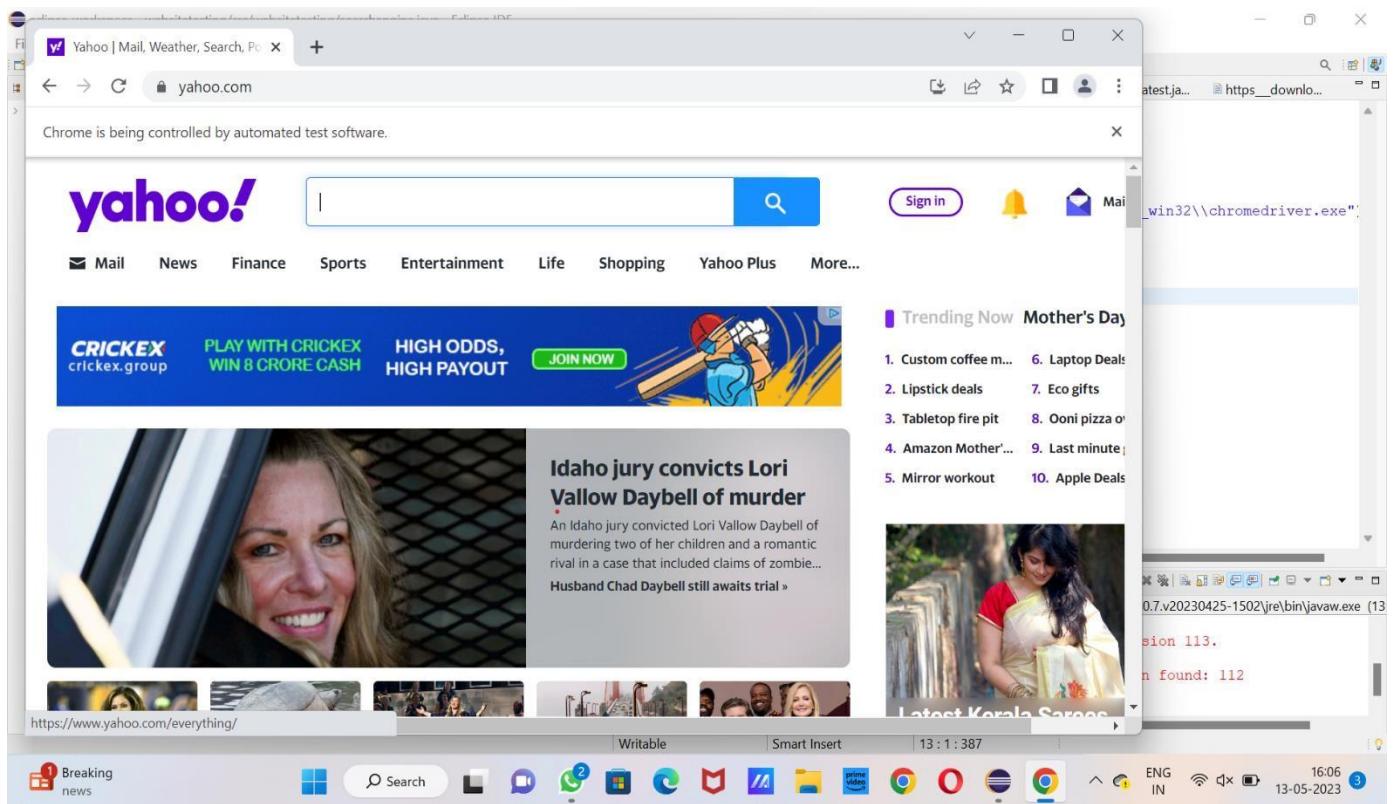 Yahoo | Mail, Weather, Search, Po
yahoo.com
atest.ja...
https__downlo...
Chrome is being controlled by automated test software.
yahoo!
Sign in
Mai
_win32\\chromedriver.exe"
Mail News Finance Sports Entertainment Life Shopping Yahoo Plus More...
CRICKEX
crickex.group
PLAY WITH CRICKEX
WIN 8 CRORE CASH
HIGH ODDS,
HIGH PAYOUT
JOIN NOW
Trending Now Mother's Day
1. Custom coffee m... 6. Laptop Deals
2. Lipstick deals 7. Eco gifts
3. Tabletop fire pit 8. Ooni pizza
4. Amazon Mother'... 9. Last minute
5. Mirror workout 10. Apple Deals
Idaho jury convicts Lori
Vallow Daybell of murder
An Idaho jury convicted Lori Vallow Daybell of
murdering two of her children and a romantic
rival in a case that included claims of zombie...
Husband Chad Daybell still awaits trial »
Latest Kerala Sarees
0.7.v20230425-1502\jre\bin\javaw.exe (13
sion 113.
n found: 112
https://www.yahoo.com/everything/
Writable Smart Insert 13 : 1 : 387
1
Breaking
news
Search
2
prime
video
ENG
IN
16:06
13-05-2023
3